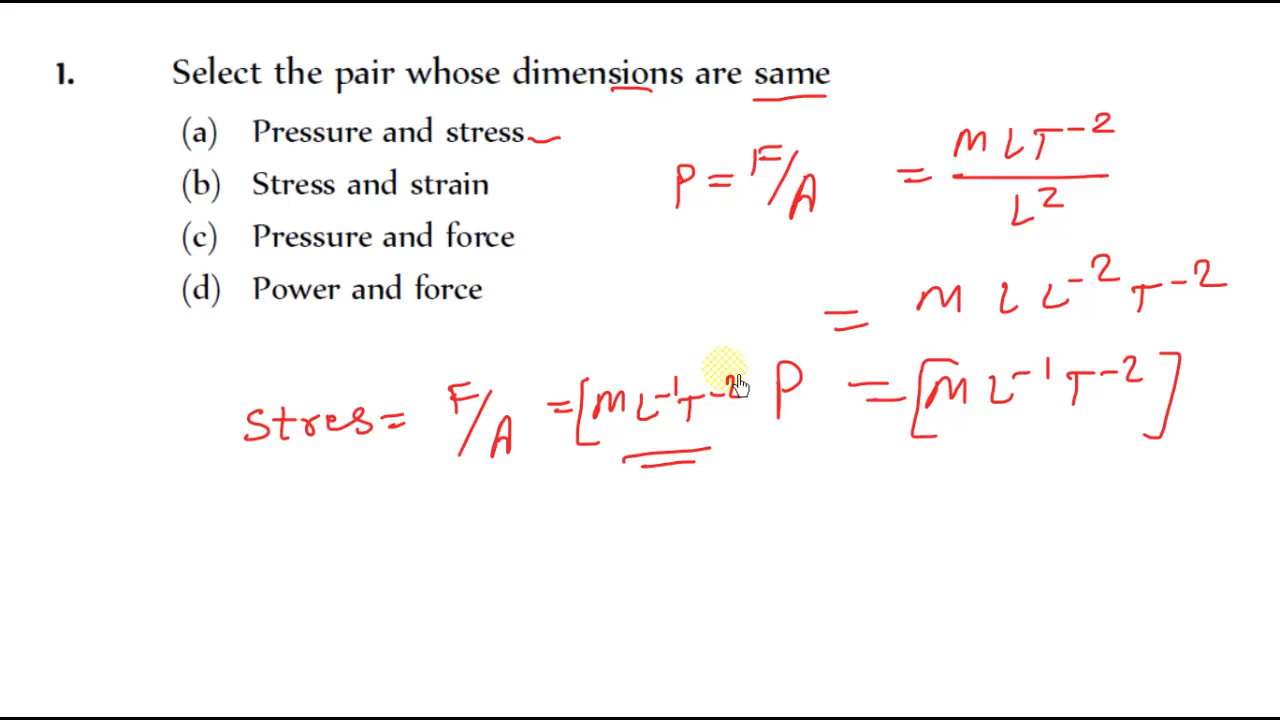 1. Select the pair whose dimensions are same
(a) Pressure and stress
(b) Stress and strain
(c) Pressure and force
(d) Power and force
P = F/A = MLT⁻² / L²
= M L L⁻² T⁻²
P = [ML⁻¹T⁻²]
Stres = F/A = [ML⁻¹T⁻²